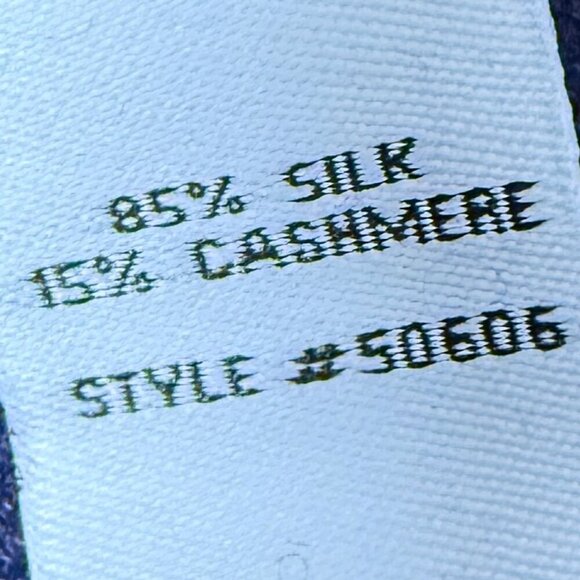 85% SILK
15% CASHMERE
STYLE #50606